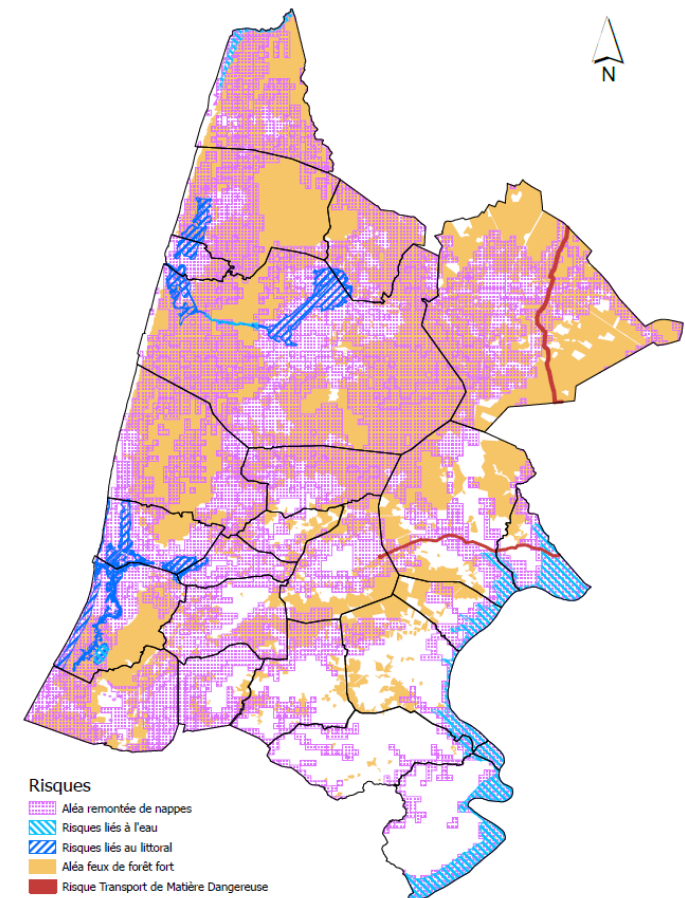 N
Risques
Aléa remontée de nappes
Risques liés à l'eau
Risques liés au littoral
Aléa feux de forêt fort
Risque Transport de Matière Dangereuse